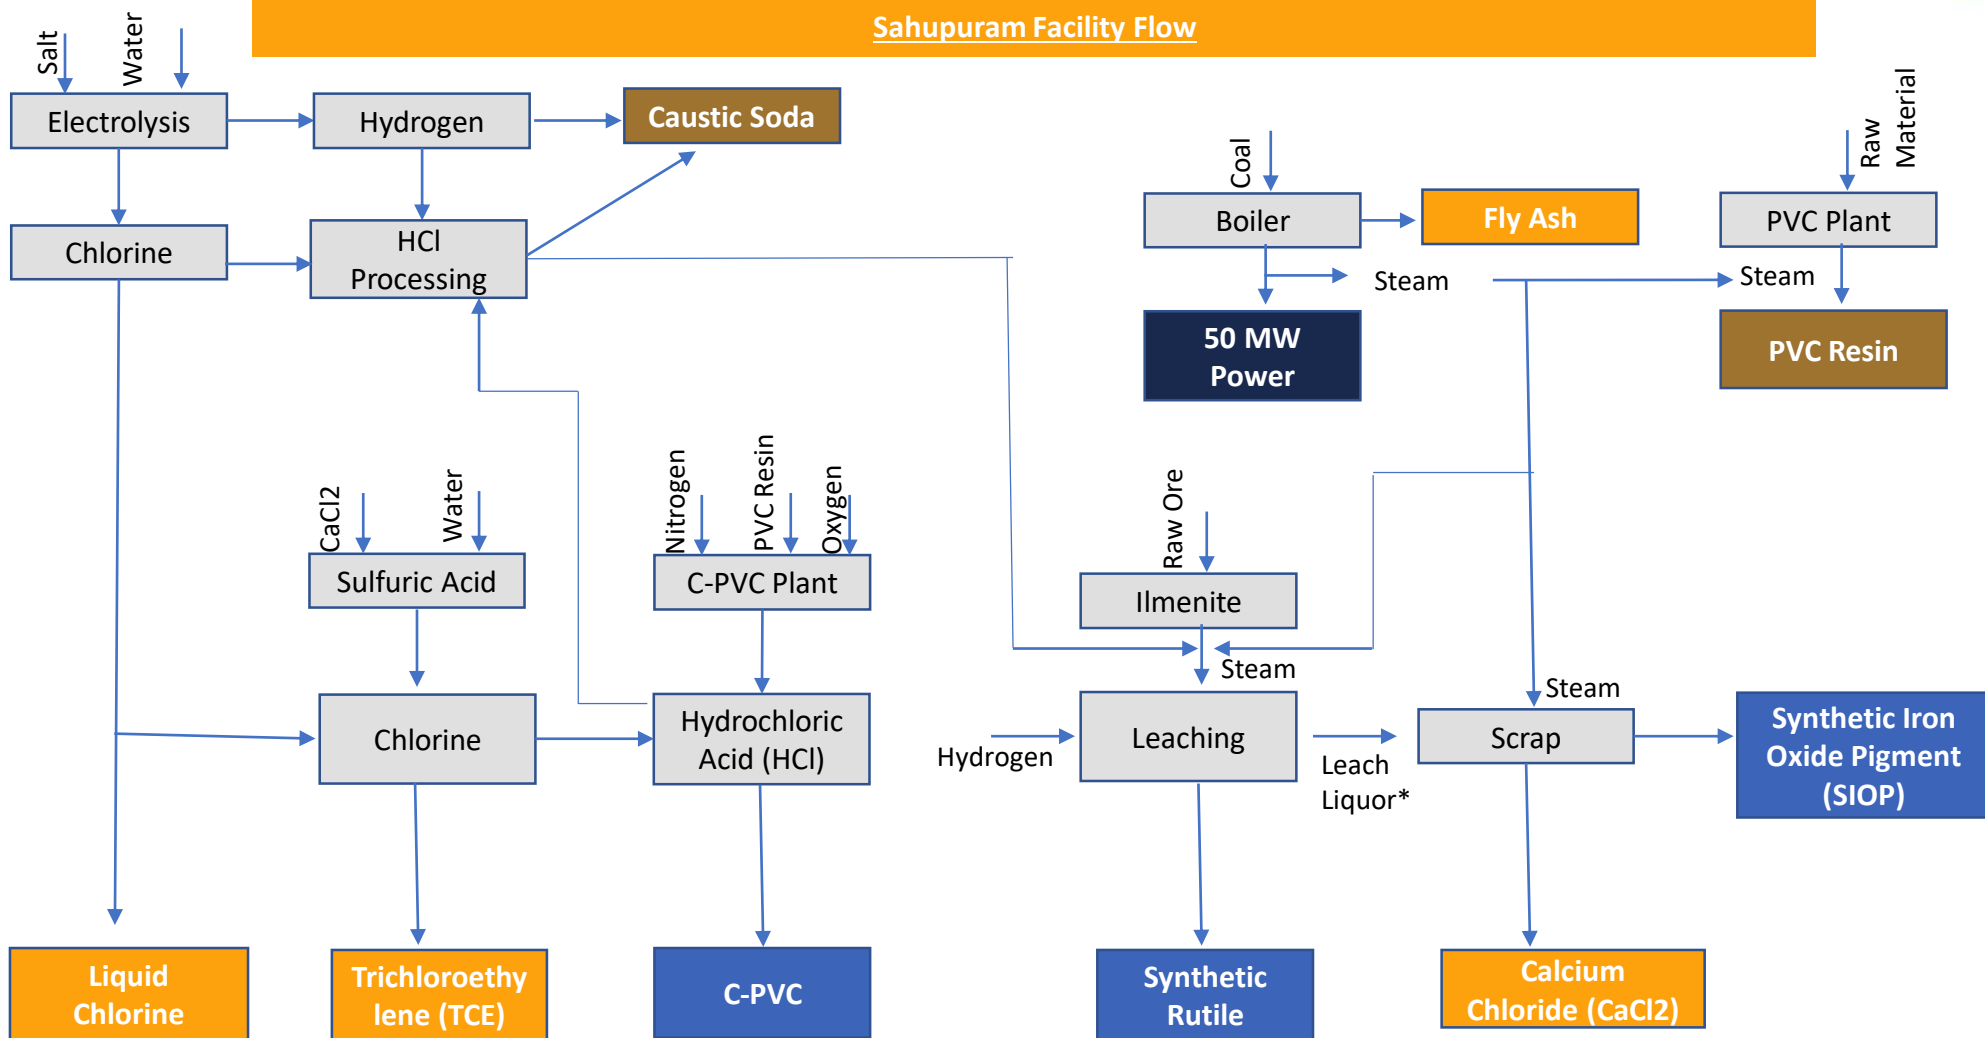 Sahupuram Facility Flow
Salt
Water
Electrolysis
Hydrogen
Caustic Soda
Chlorine
HCl
Processing
Coal
Boiler
Fly Ash
Steam
50 MW
Power
Raw
Material
PVC Plant
Steam
PVC Resin
CaCl2
Water
Sulfuric Acid
Nitrogen
PVC Resin
Oxygen
C-PVC Plant
Raw Ore
Ilmenite
Steam
Chlorine
Hydrochloric
Acid (HCl)
Hydrogen
Leaching
Leach
Liquor*
Steam
Scrap
Synthetic Iron
Oxide Pigment
(SIOP)
Liquid
Chlorine
Trichloroethy
lene (TCE)
C-PVC
Synthetic
Rutile
Calcium
Chloride (CaCl2)